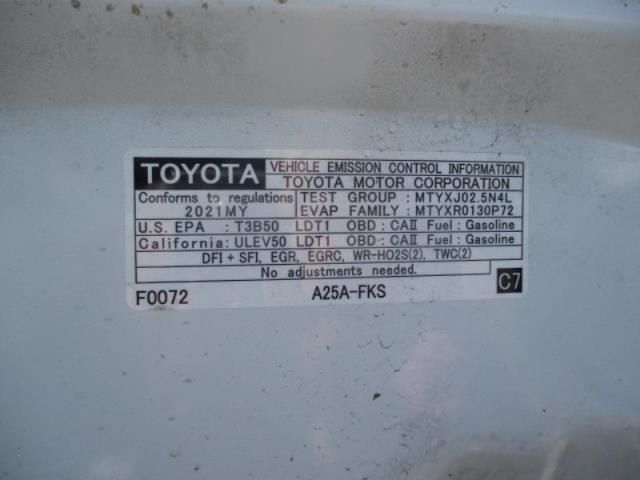 TOYOTA VEHICLE EMISSION CONTROL INFORMATION
TOYOTA MOTOR CORPORATION
Conforms to regulations TEST GROUP : MTYXJ02.5N4L
2021MY EVAP FAMILY : MTYXR0130P72
U.S. EPA : T3B50 LDT1 OBD : CAII Fuel : Gasoline
California: ULEV50 LDT1 OBD : CAII Fuel : Gasoline
DFI + SFI, EGR, EGRC, WR-HO2S(2), TWC(2)
No adjustments needed.
F0072 A25A-FKS C7